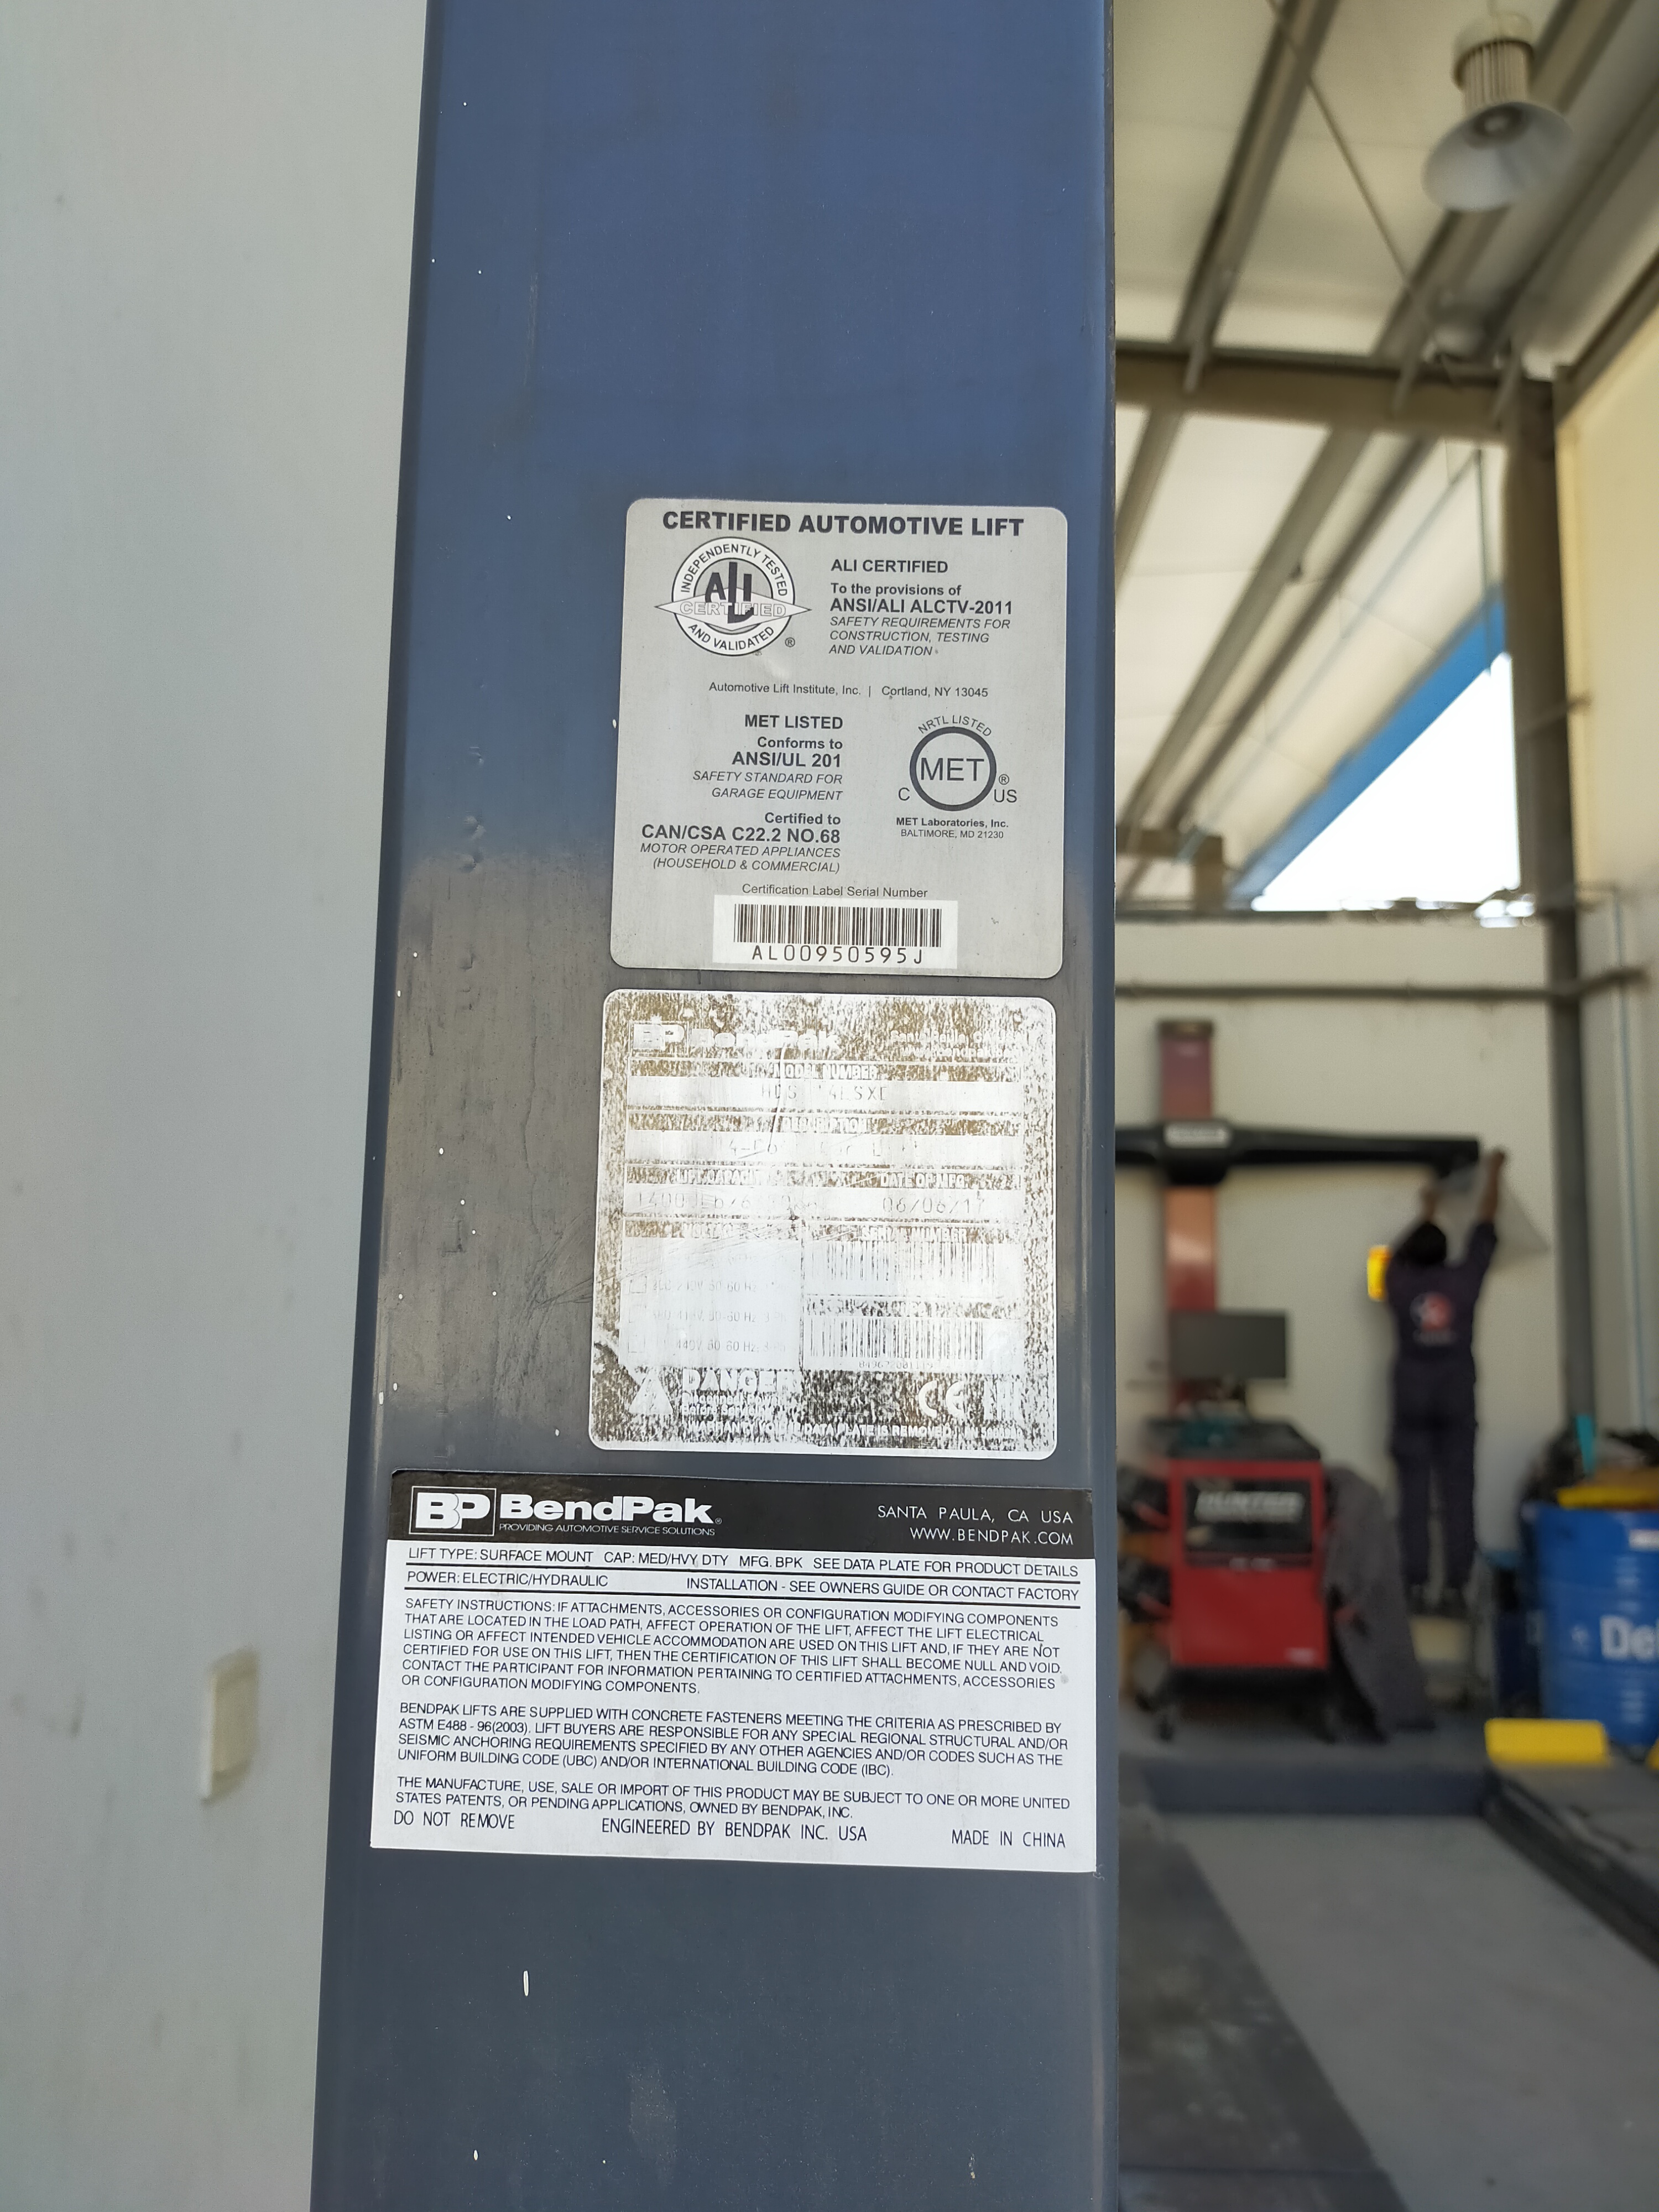 CERTIFIED AUTOMOTIVE LIFT
INDEPENDENTLY TESTED
ALI
CERTIFIED
AND VALIDATED
®
ALI CERTIFIED
To the provisions of
ANSI/ALI ALCTV-2011
SAFETY REQUIREMENTS FOR
CONSTRUCTION, TESTING
AND VALIDATION
Automotive Lift Institute, Inc. | Cortland, NY 13045
MET LISTED
Conforms to
ANSI/UL 201
SAFETY STANDARD FOR
GARAGE EQUIPMENT
Certified to
CAN/CSA C22.2 NO.68
MOTOR OPERATED APPLIANCES
(HOUSEHOLD & COMMERCIAL)
NRTL LISTED
MET
®
C US
MET Laboratories, Inc.
BALTIMORE, MD 21230
Certification Label Serial Number
AL00950595J
BP BendPak
MODEL NUMBER
DATE OF MFG.
06/06/17
SERIAL NUMBER
DANGER
CE
BP BendPak®
PROVIDING AUTOMOTIVE SERVICE SOLUTIONS
SANTA PAULA, CA USA
WWW.BENDPAK.COM
LIFT TYPE: SURFACE MOUNT CAP: MED/HVY DTY MFG. BPK SEE DATA PLATE FOR PRODUCT DETAILS
POWER: ELECTRIC/HYDRAULIC INSTALLATION - SEE OWNERS GUIDE OR CONTACT FACTORY
SAFETY INSTRUCTIONS: IF ATTACHMENTS, ACCESSORIES OR CONFIGURATION MODIFYING COMPONENTS
THAT ARE LOCATED IN THE LOAD PATH, AFFECT OPERATION OF THE LIFT, AFFECT THE LIFT ELECTRICAL
LISTING OR AFFECT INTENDED VEHICLE ACCOMMODATION ARE USED ON THIS LIFT AND, IF THEY ARE NOT
CERTIFIED FOR USE ON THIS LIFT, THEN THE CERTIFICATION OF THIS LIFT SHALL BECOME NULL AND VOID.
CONTACT THE PARTICIPANT FOR INFORMATION PERTAINING TO CERTIFIED ATTACHMENTS, ACCESSORIES
OR CONFIGURATION MODIFYING COMPONENTS.
BENDPAK LIFTS ARE SUPPLIED WITH CONCRETE FASTENERS MEETING THE CRITERIA AS PRESCRIBED BY
ASTM E488 - 96(2003). LIFT BUYERS ARE RESPONSIBLE FOR ANY SPECIAL REGIONAL STRUCTURAL AND/OR
SEISMIC ANCHORING REQUIREMENTS SPECIFIED BY ANY OTHER AGENCIES AND/OR CODES SUCH AS THE
UNIFORM BUILDING CODE (UBC) AND/OR INTERNATIONAL BUILDING CODE (IBC).
THE MANUFACTURE, USE, SALE OR IMPORT OF THIS PRODUCT MAY BE SUBJECT TO ONE OR MORE UNITED
STATES PATENTS, OR PENDING APPLICATIONS, OWNED BY BENDPAK, INC.
DO NOT REMOVE ENGINEERED BY BENDPAK INC. USA MADE IN CHINA
HUNTER